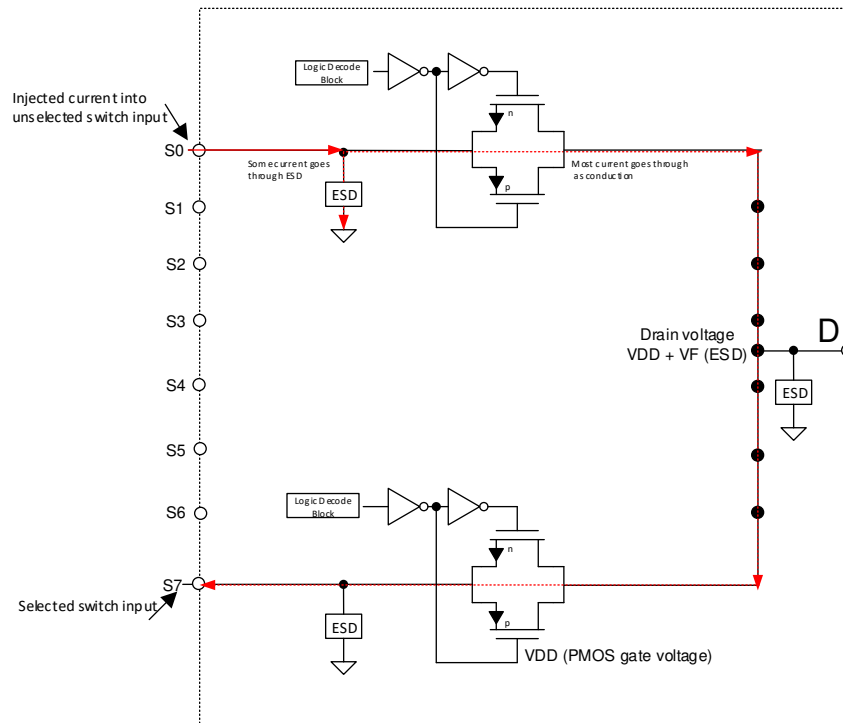 Logic Decode
Block
Injected current into
unselected switch input
n
S0
Some current goes
through ESD
Most current goes through
as conduction
ESD
p
S1
S2
S3
Drain voltage
VDD + VF (ESD)
D
S4
ESD
S5
S6
Logic Decode
Block
n
S7
Selected switch input
ESD
p
VDD (PMOS gate voltage)